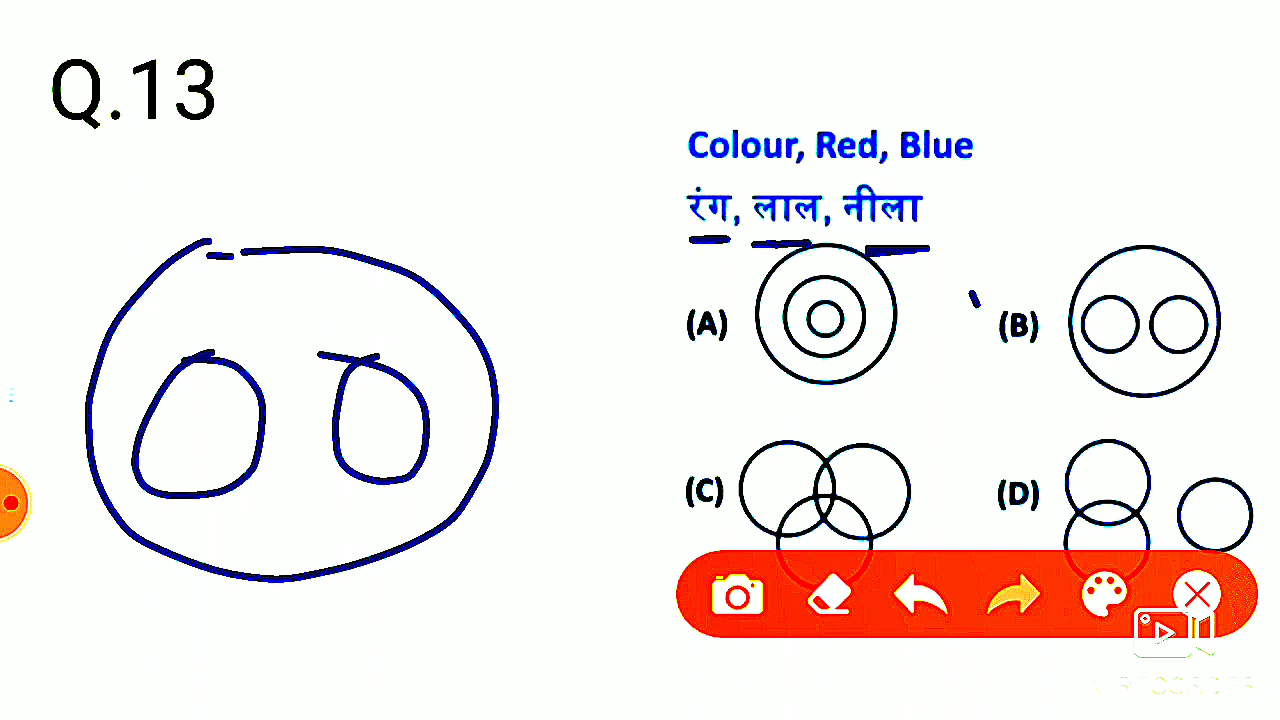 Q.13
Colour, Red, Blue
रंग, लाल, नीला
(A)
(B)
(C)
(D)